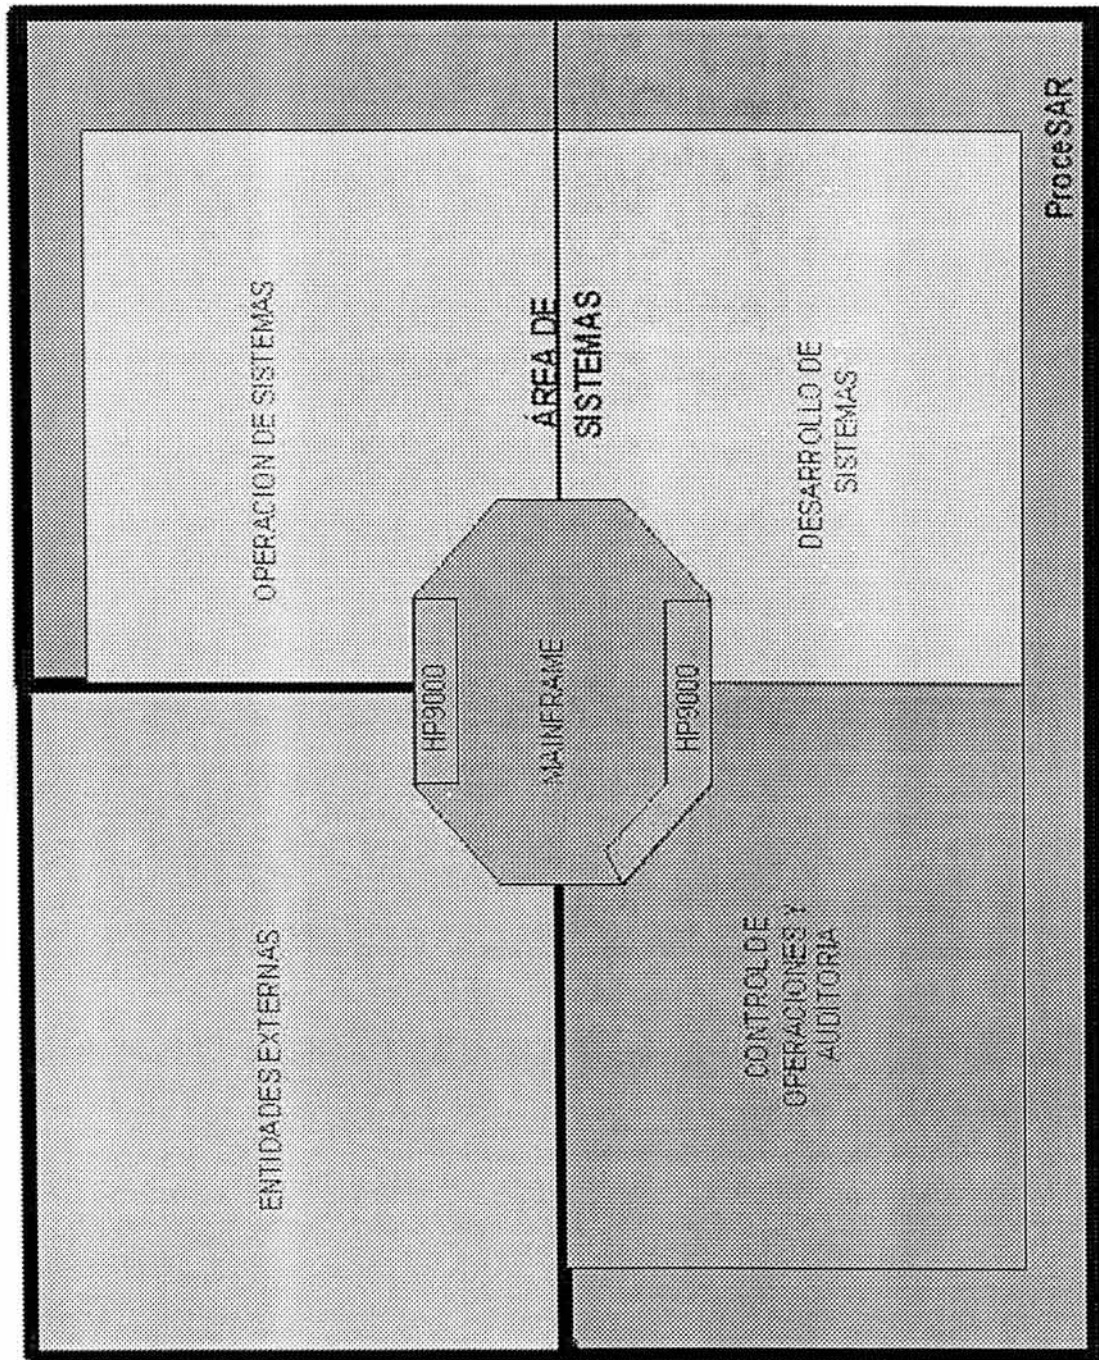 ENTIDADES EXTERNAS
OPERACION DE SISTEMAS
HP9000
MAINFRAME
HP9000
ÁREA DE
SISTEMAS
CONTROL DE
OPERACIONES Y
AUDITORIA
DESARROLLO DE
SISTEMAS
ProceSAR